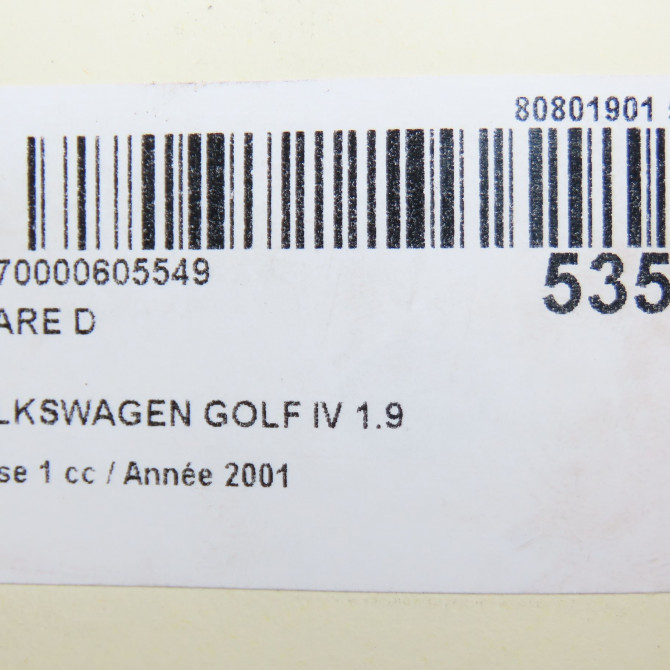 80801901
70000605549
535
ARE D
LKSWAGEN GOLF IV 1.9
se 1 cc / Année 2001